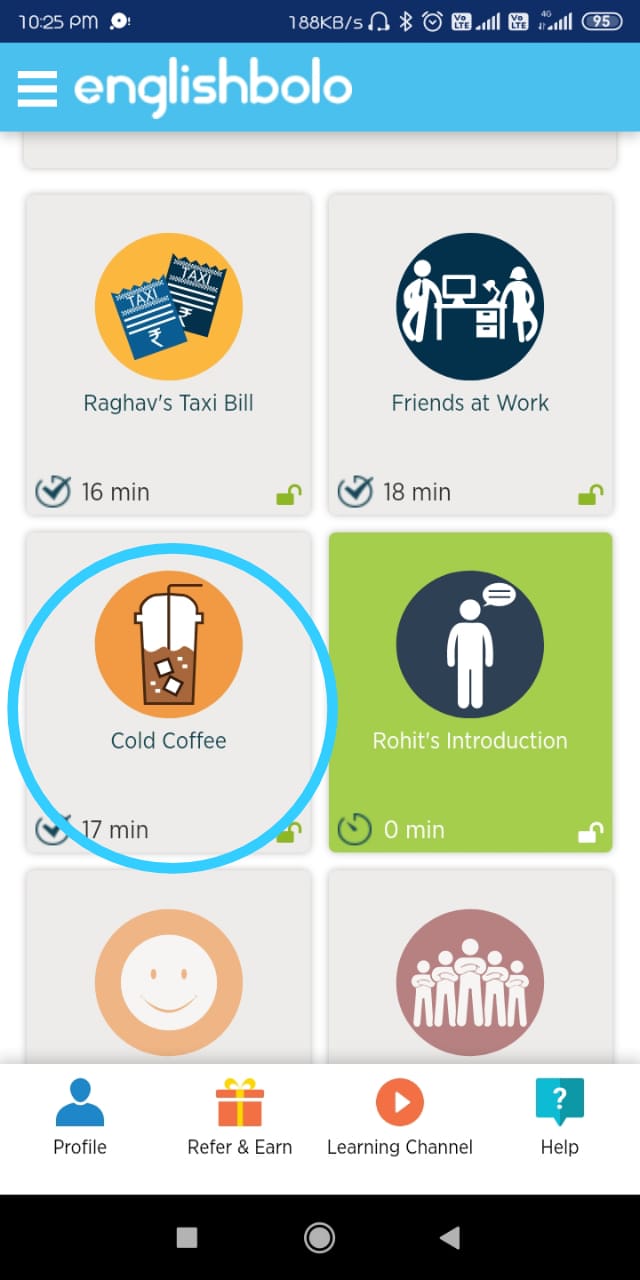 10:25 PM 188KB/s Vo LTE Vo LTE 4G 95
englishbolo
TAXI
TAXI
₹
₹
Raghav's Taxi Bill
Friends at Work
16 min
18 min
Cold Coffee
Rohit's Introduction
17 min
0 min
?
Profile
Refer & Earn
Learning Channel
Help